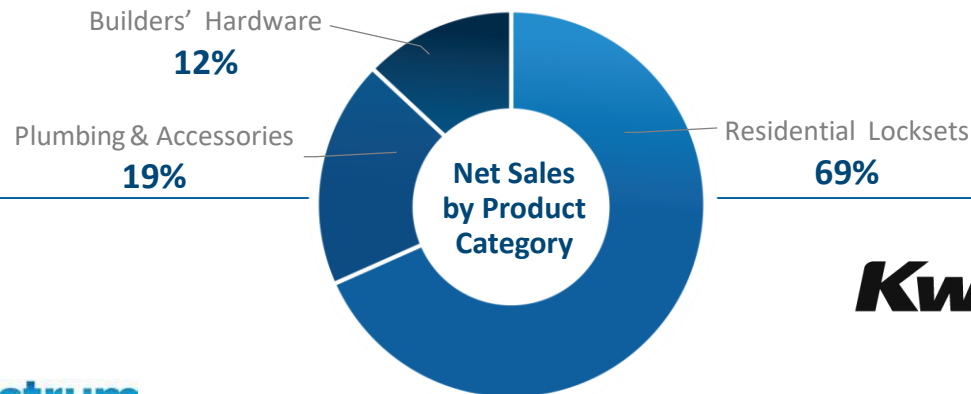 Builders' Hardware
12%
Plumbing & Accessories
19%
Residential Locksets
69%
Net Sales
by Product
Category